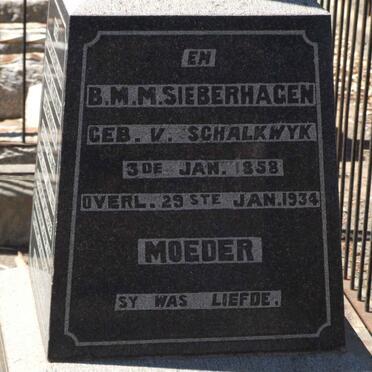 EN
B.M.M. SIEBERHAGEN
GEB. V. SCHALKWYK
3DE JAN. 1858
OVERL. 29STE JAN. 1934
MOEDER
SY WAS LIEFDE.